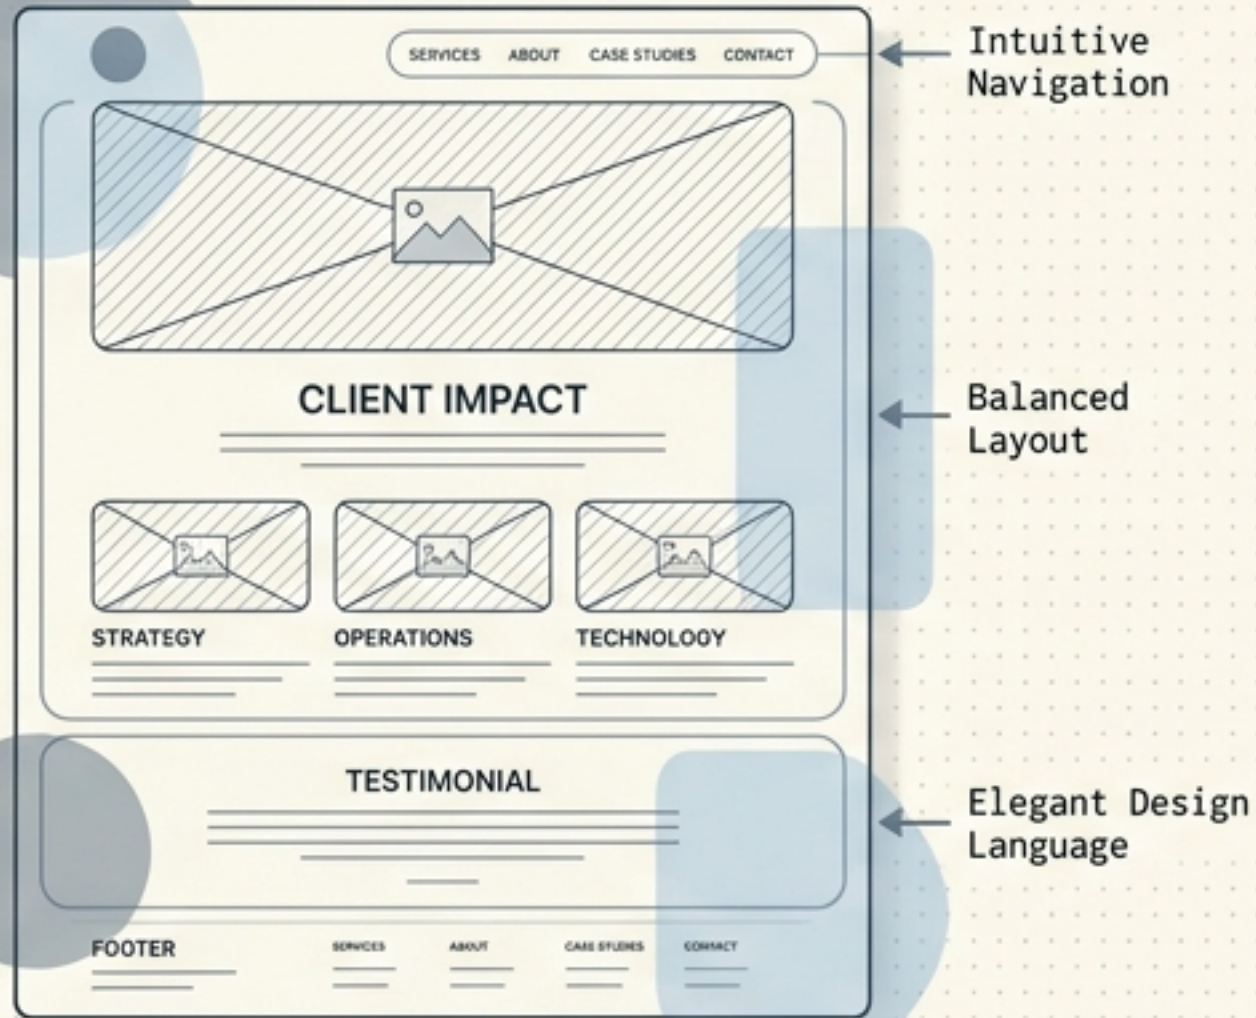 SERVICES ABOUT CASE STUDIES CONTACT
Intuitive
Navigation
CLIENT IMPACT
Balanced
Layout
STRATEGY OPERATIONS TECHNOLOGY
TESTIMONIAL
Elegant Design
Language
FOOTER SERVICES ABOUT CASE STUDIES CONTACT